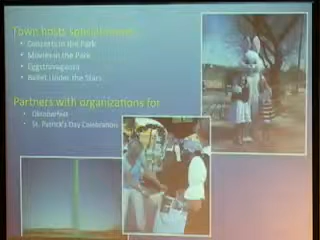 Town hosts special events
• Concerts in the Park
• Movies in the Park
• Eggstravaganza
• Ballet Under the Stars
Partners with organizations for
• Oktoberfest
• St. Patrick's Day Celebration